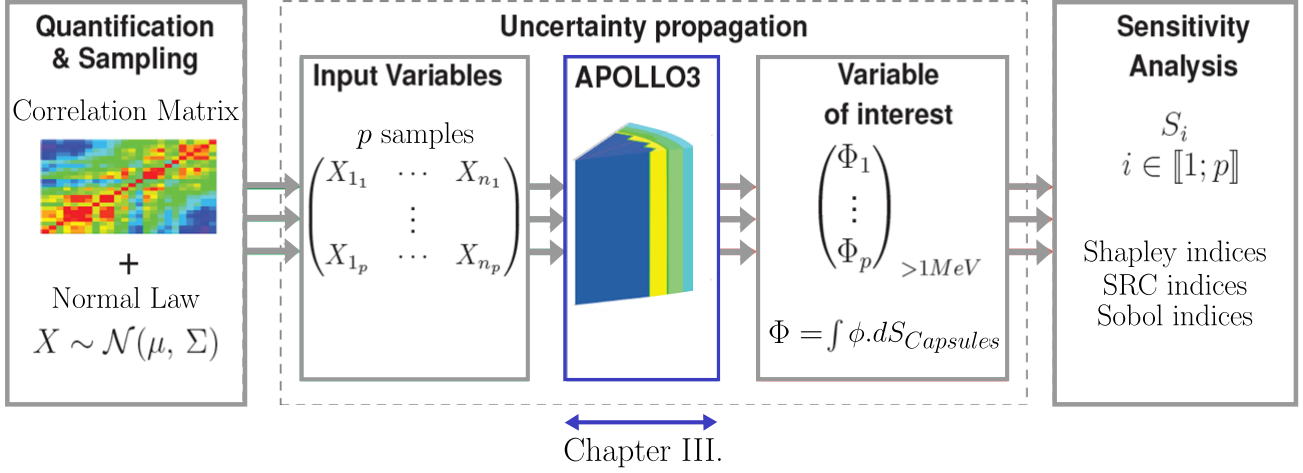 Quantification
& Sampling
Correlation Matrix
+
Normal Law
X ∼ 𝒩(μ, Σ)
Uncertainty propagation
Input Variables
p samples
X_{1_1} ⋯ X_{n_1}
⋮
X_{1_p} ⋯ X_{n_p}
APOLLO3
Variable
of interest
Φ_1
⋮
Φ_p
>1MeV
Φ = ∫ ϕ.dS_{Capsules}
Sensitivity
Analysis
S_i
i ∈ ⟦1; p⟧
Shapley indices
SRC indices
Sobol indices
Chapter III.